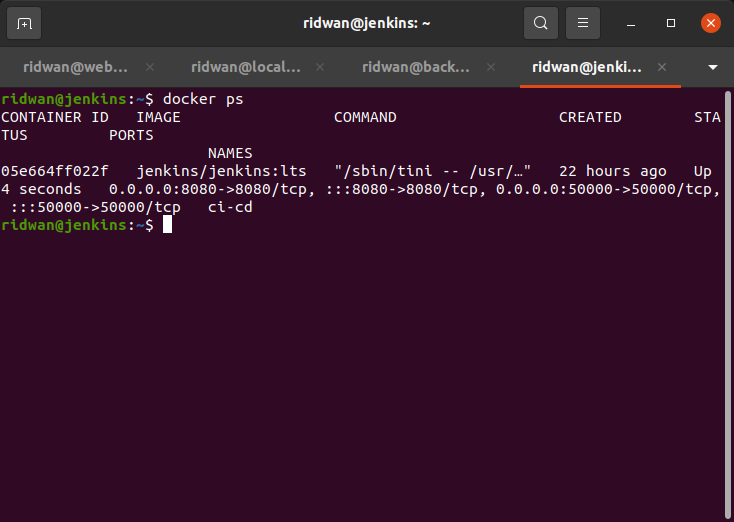 ridwan@jenkins: ~
ridwan@web... ridwan@local... ridwan@back... ridwan@jenki...
ridwan@jenkins:~$ docker ps
CONTAINER ID   IMAGE                 COMMAND                  CREATED        STA
TUS         PORTS
                       NAMES
05e664ff022f   jenkins/jenkins:lts   "/sbin/tini -- /usr/…"   22 hours ago   Up
4 seconds   0.0.0.0:8080->8080/tcp, :::8080->8080/tcp, 0.0.0.0:50000->50000/tcp,
 :::50000->50000/tcp   ci-cd
ridwan@jenkins:~$